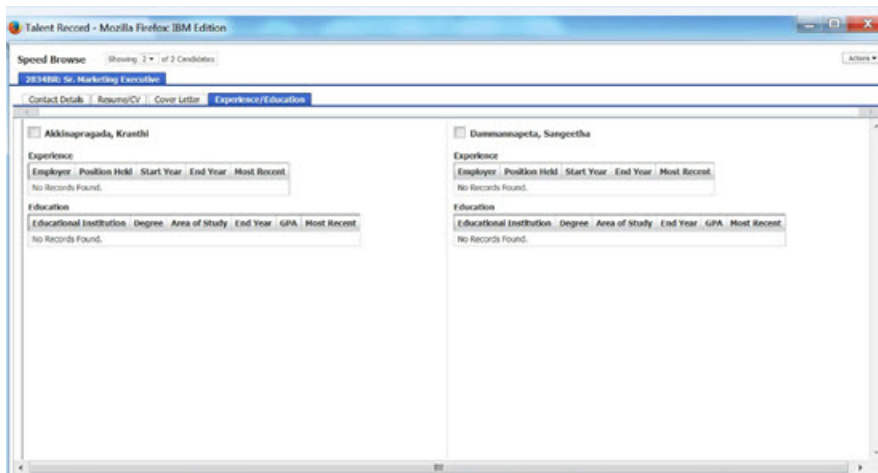 Talent Record - Mozilla Firefox: IBM Edition
Speed Browse Showing 2 of 2 Candidates Actions
2834BR: Sr. Marketing Executive
Contact Details Resume/CV Cover Letter Experience/Education
Akkinapragada, Kranthi
Experience
Employer Position Held Start Year End Year Most Recent
No Records Found.
Education
Educational Institution Degree Area of Study End Year GPA Most Recent
No Records Found.
Dammannapeta, Sangeetha
Experience
Employer Position Held Start Year End Year Most Recent
No Records Found.
Education
Educational Institution Degree Area of Study End Year GPA Most Recent
No Records Found.